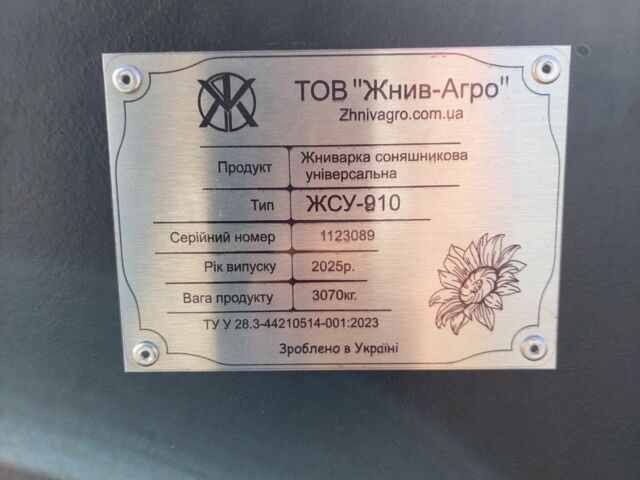 ТОВ "Жнив-Агро"
Zhnivagro.com.ua
Продукт Жниварка соняшникова універсальна
Тип ЖСУ-910
Серійний номер 1123089
Рік випуску 2025р.
Вага продукту 3070кг.
ТУ У 28.3-44210514-001:2023
Зроблено в Україні